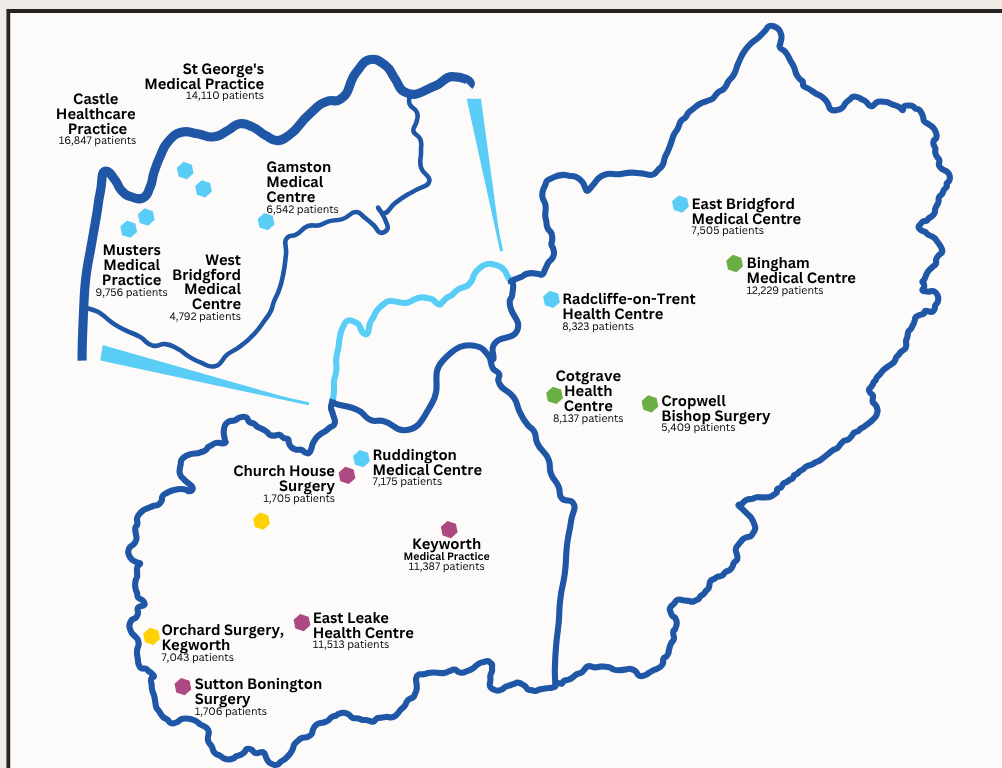 St George's
Medical Practice
14,110 patients
Castle
Healthcare
Practice
16,847 patients
Gamston
Medical
Centre
6,542 patients
Musters
Medical
Practice
9,756 patients
West
Bridgford
Medical
Centre
4,792 patients
East Bridgford
Medical Centre
7,505 patients
Bingham
Medical Centre
12,229 patients
Radcliffe-on-Trent
Health Centre
8,323 patients
Cotgrave
Health
Centre
8,137 patients
Cropwell
Bishop Surgery
5,409 patients
Ruddington
Medical Centre
7,175 patients
Church House
Surgery
1,705 patients
Keyworth
Medical Practice
11,387 patients
East Leake
Health Centre
11,513 patients
Orchard Surgery,
Kegworth
7,043 patients
Sutton Bonington
Surgery
1,706 patients